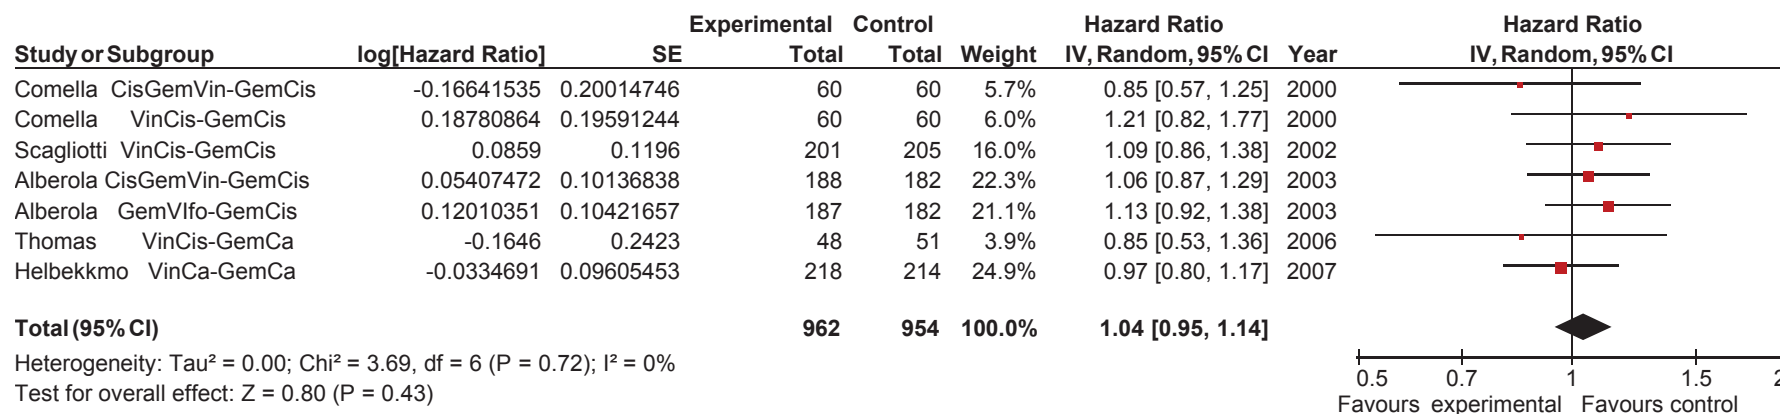 Experimental Control Hazard Ratio Hazard Ratio
Study or Subgroup log[Hazard Ratio] SE Total Total Weight IV, Random, 95% CI Year IV, Random, 95% CI
Comella CisGemVin-GemCis -0.16641535 0.20014746 60 60 5.7% 0.85 [0.57, 1.25] 2000
Comella VinCis-GemCis 0.18780864 0.19591244 60 60 6.0% 1.21 [0.82, 1.77] 2000
Scagliotti VinCis-GemCis 0.0859 0.1196 201 205 16.0% 1.09 [0.86, 1.38] 2002
Alberola CisGemVin-GemCis 0.05407472 0.10136838 188 182 22.3% 1.06 [0.87, 1.29] 2003
Alberola GemVIfo-GemCis 0.12010351 0.10421657 187 182 21.1% 1.13 [0.92, 1.38] 2003
Thomas VinCis-GemCa -0.1646 0.2423 48 51 3.9% 0.85 [0.53, 1.36] 2006
Helbekkmo VinCa-GemCa -0.0334691 0.09605453 218 214 24.9% 0.97 [0.80, 1.17] 2007
Total (95% CI) 962 954 100.0% 1.04 [0.95, 1.14]
Heterogeneity: Tau² = 0.00; Chi² = 3.69, df = 6 (P = 0.72); I² = 0%
Test for overall effect: Z = 0.80 (P = 0.43)
0.5 0.7 1 1.5 2
Favours experimental Favours control